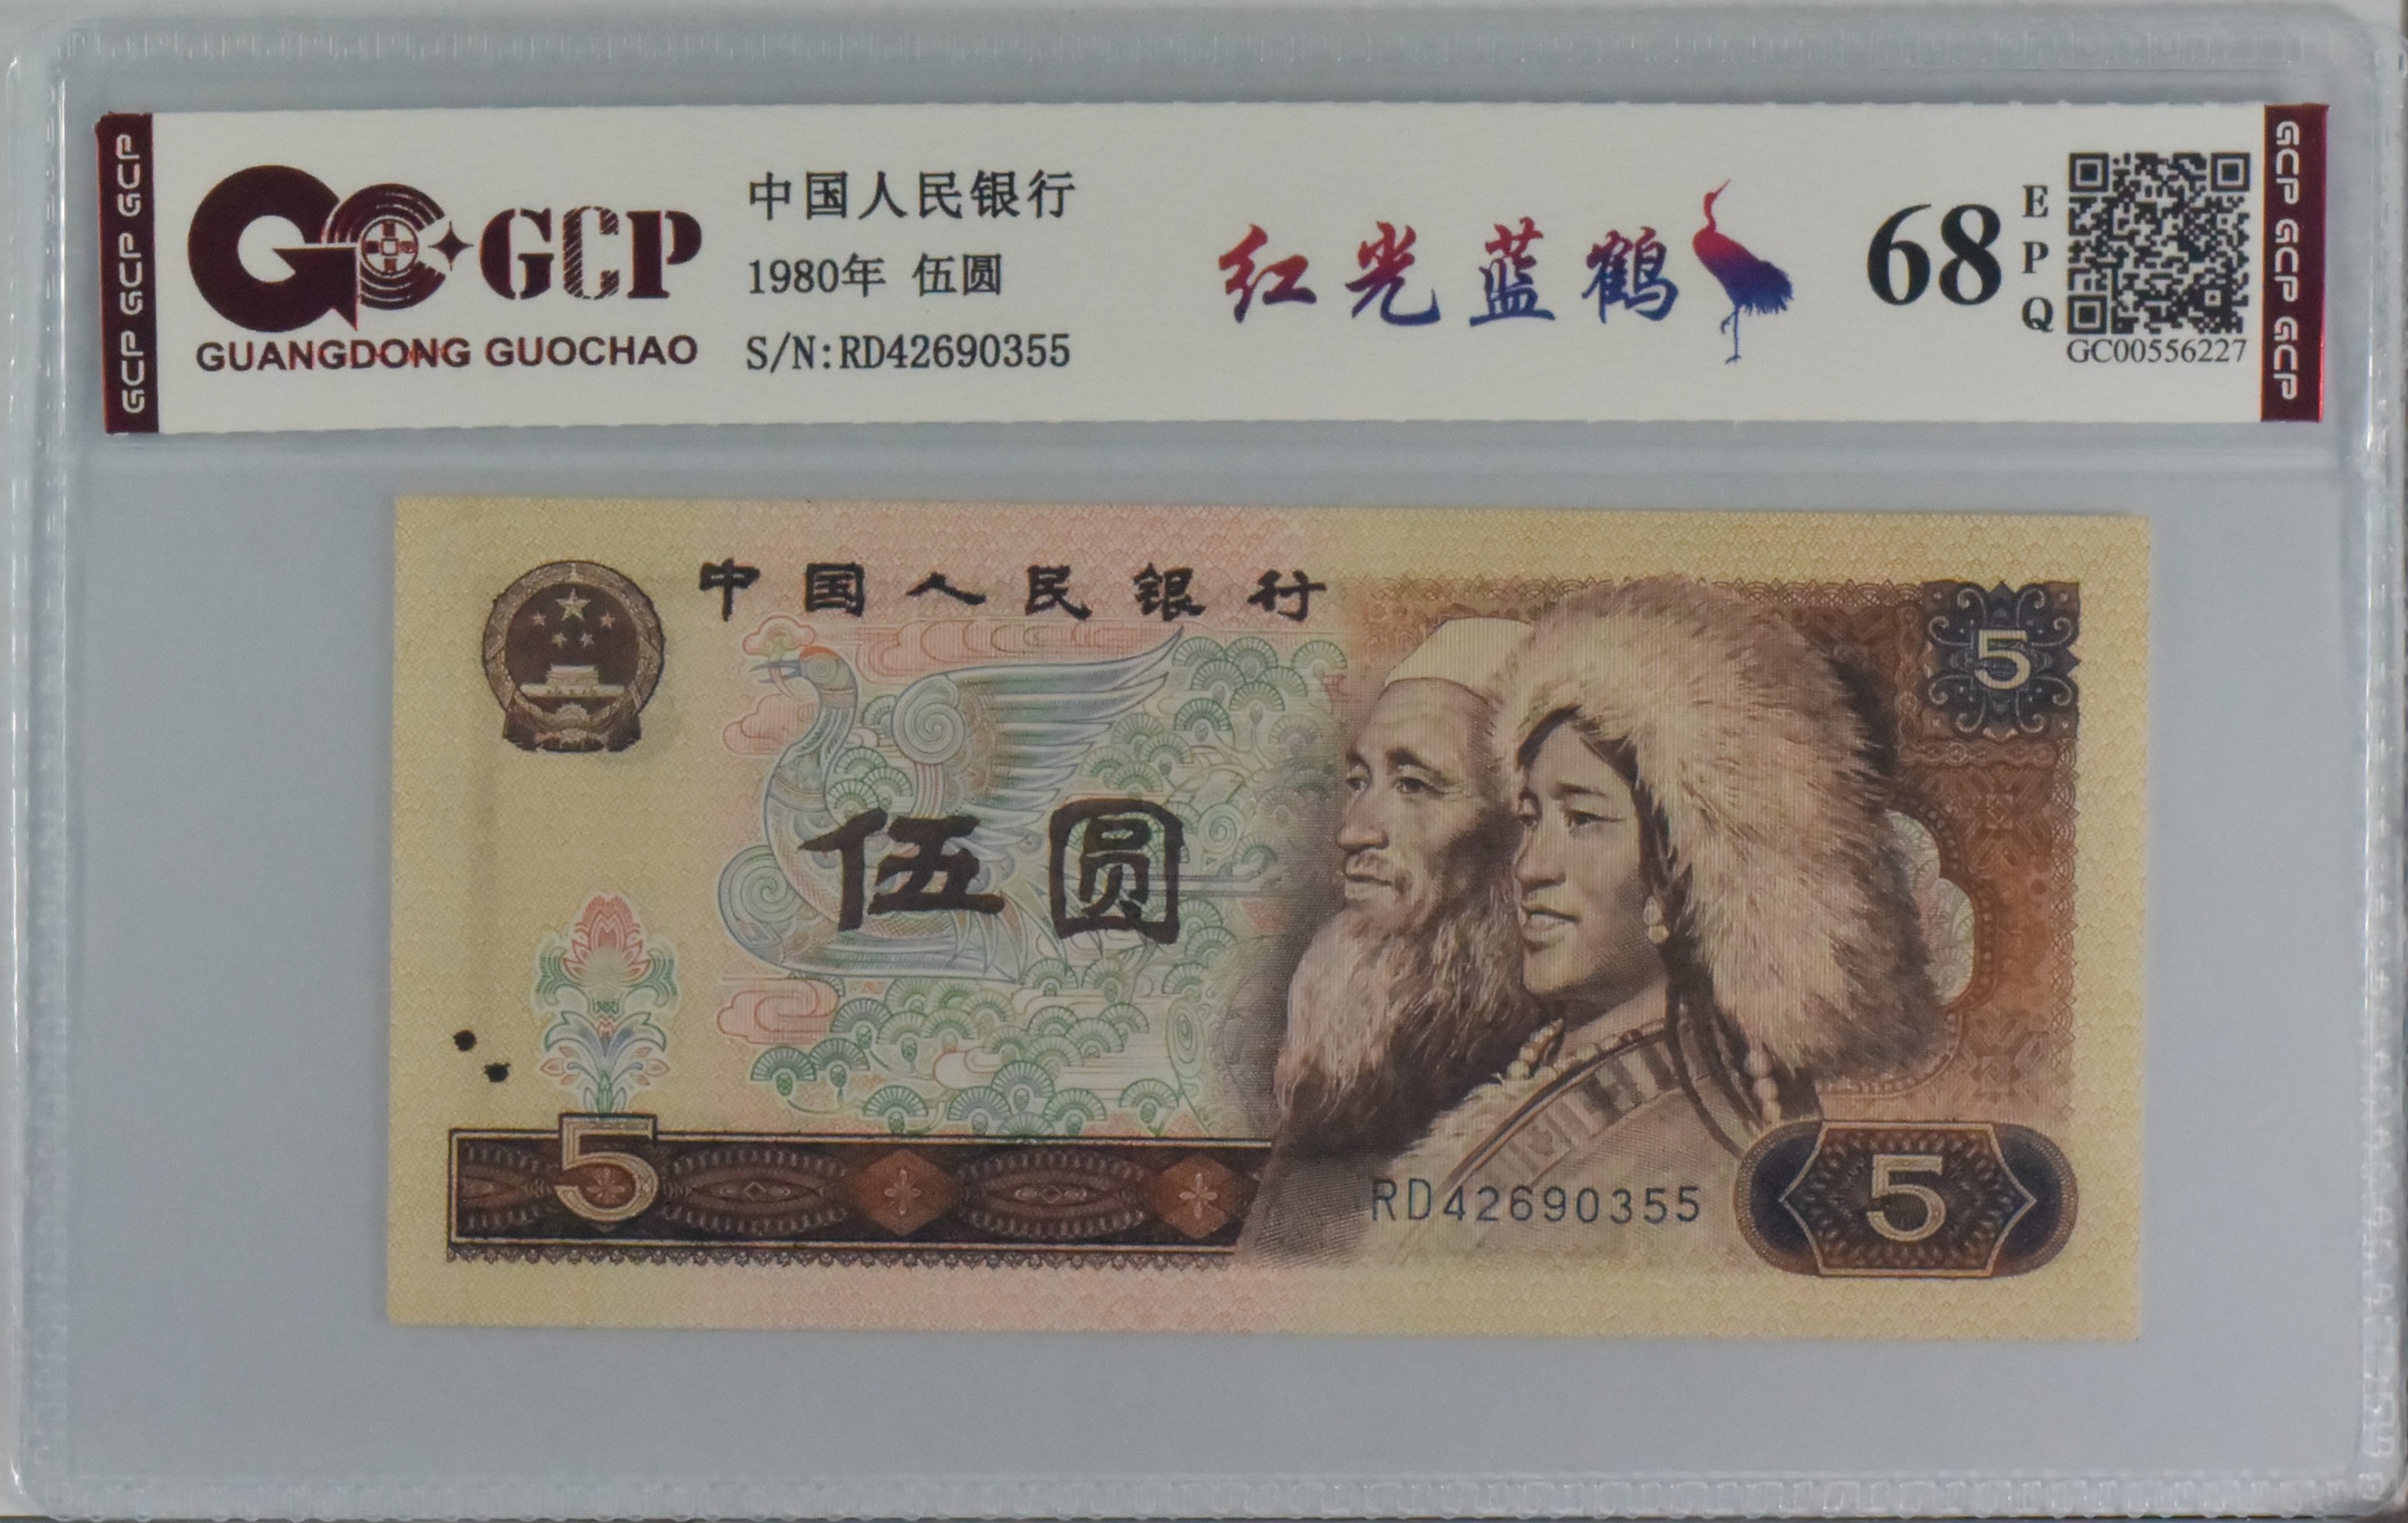 GCP GCP GCP
GCP
GUANGDONG GUOCHAO
中国人民银行
1980年 伍圆
S/N:RD42690355
红光蓝鹤
68
E
P
Q
GC00556227
GCP GCP GCP
中国人民银行
5
伍圆
5
RD42690355
5